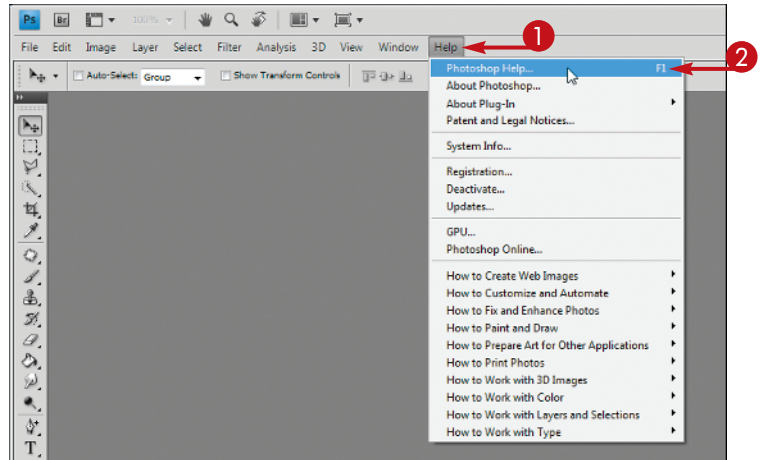 Ps Br 100%
File Edit Image Layer Select Filter Analysis 3D View Window Help 1
Auto-Select: Group Show Transform Controls
Photoshop Help... F1 2
About Photoshop...
About Plug-In
Patent and Legal Notices...
System Info...
Registration...
Deactivate...
Updates...
GPU...
Photoshop Online...
How to Create Web Images
How to Customize and Automate
How to Fix and Enhance Photos
How to Paint and Draw
How to Prepare Art for Other Applications
How to Print Photos
How to Work with 3D Images
How to Work with Color
How to Work with Layers and Selections
How to Work with Type
T